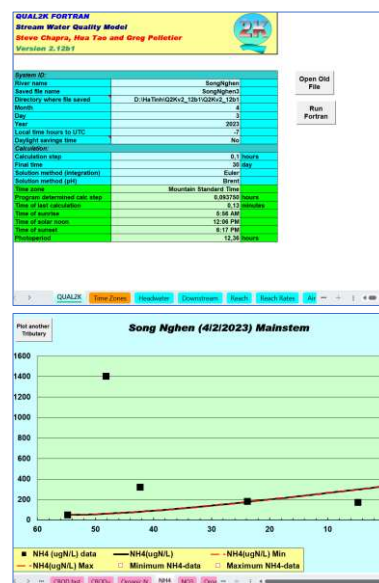 QUAL2K FORTRAN
Stream Water Quality Model
Steve Chapra, Hua Tao and Greg Pelletier
Version 2.12b1
2K
System ID:
River name SongNghen
Saved file name SongNghen3
Directory where file saved D:\HaTinh\Q2Kv2_12b1\Q2Kv2_12b1
Month 4
Day 3
Year 2023
Local time hours to UTC -7
Daylight savings time No
Calculation:
Calculation step 0,1 hours
Final time 30 day
Solution method (integration) Euler
Solution method (pH) Brent
Time zone Mountain Standard Time
Program determined calc step 0,093750 hours
Time of last calculation 0,13 minutes
Time of sunrise 5:56 AM
Time of solar noon 12:06 PM
Time of sunset 6:17 PM
Photoperiod 12,36 hours
Open Old
File
Run
Fortran
QUAL2K Time Zones Headwater Downstream Reach Reach Rates Air
Plot another
Tributary
Song Nghen (4/2/2023) Mainstem
1600
1400
1200
1000
800
600
400
200
0
60 50 40 30 20 10 0
NH4 (ugN/L) data NH4(ugN/L) NH4(ugN/L) Min
NH4(ugN/L) Max Minimum NH4-data Maximum NH4-data
Organic N NH4 NO3